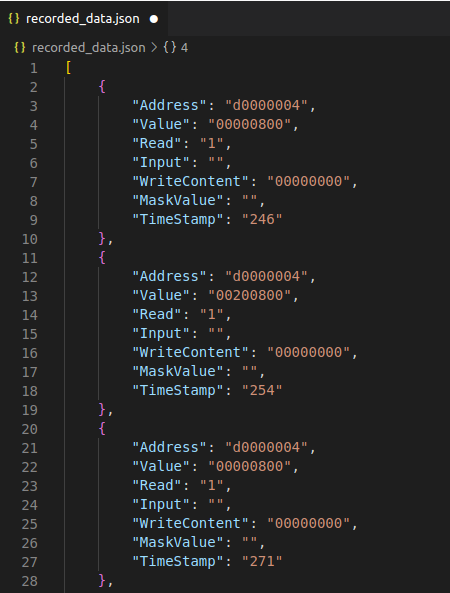 {} recorded_data.json ●
{} recorded_data.json > {} 4
1 [
2     {
3         "Address": "d0000004",
4         "Value": "00000800",
5         "Read": "1",
6         "Input": "",
7         "WriteContent": "00000000",
8         "MaskValue": "",
9         "TimeStamp": "246"
10     },
11     {
12         "Address": "d0000004",
13         "Value": "00200800",
14         "Read": "1",
15         "Input": "",
16         "WriteContent": "00000000",
17         "MaskValue": "",
18         "TimeStamp": "254"
19     },
20     {
21         "Address": "d0000004",
22         "Value": "00000800",
23         "Read": "1",
24         "Input": "",
25         "WriteContent": "00000000",
26         "MaskValue": "",
27         "TimeStamp": "271"
28     },